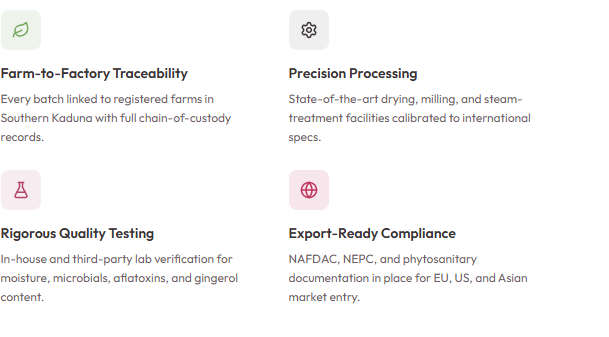 Farm-to-Factory Traceability
Every batch linked to registered farms in
Southern Kaduna with full chain-of-custody
records.
Precision Processing
State-of-the-art drying, milling, and steam-
treatment facilities calibrated to international
specs.
Rigorous Quality Testing
In-house and third-party lab verification for
moisture, microbials, aflatoxins, and gingerol
content.
Export-Ready Compliance
NAFDAC, NEPC, and phytosanitary
documentation in place for EU, US, and Asian
market entry.